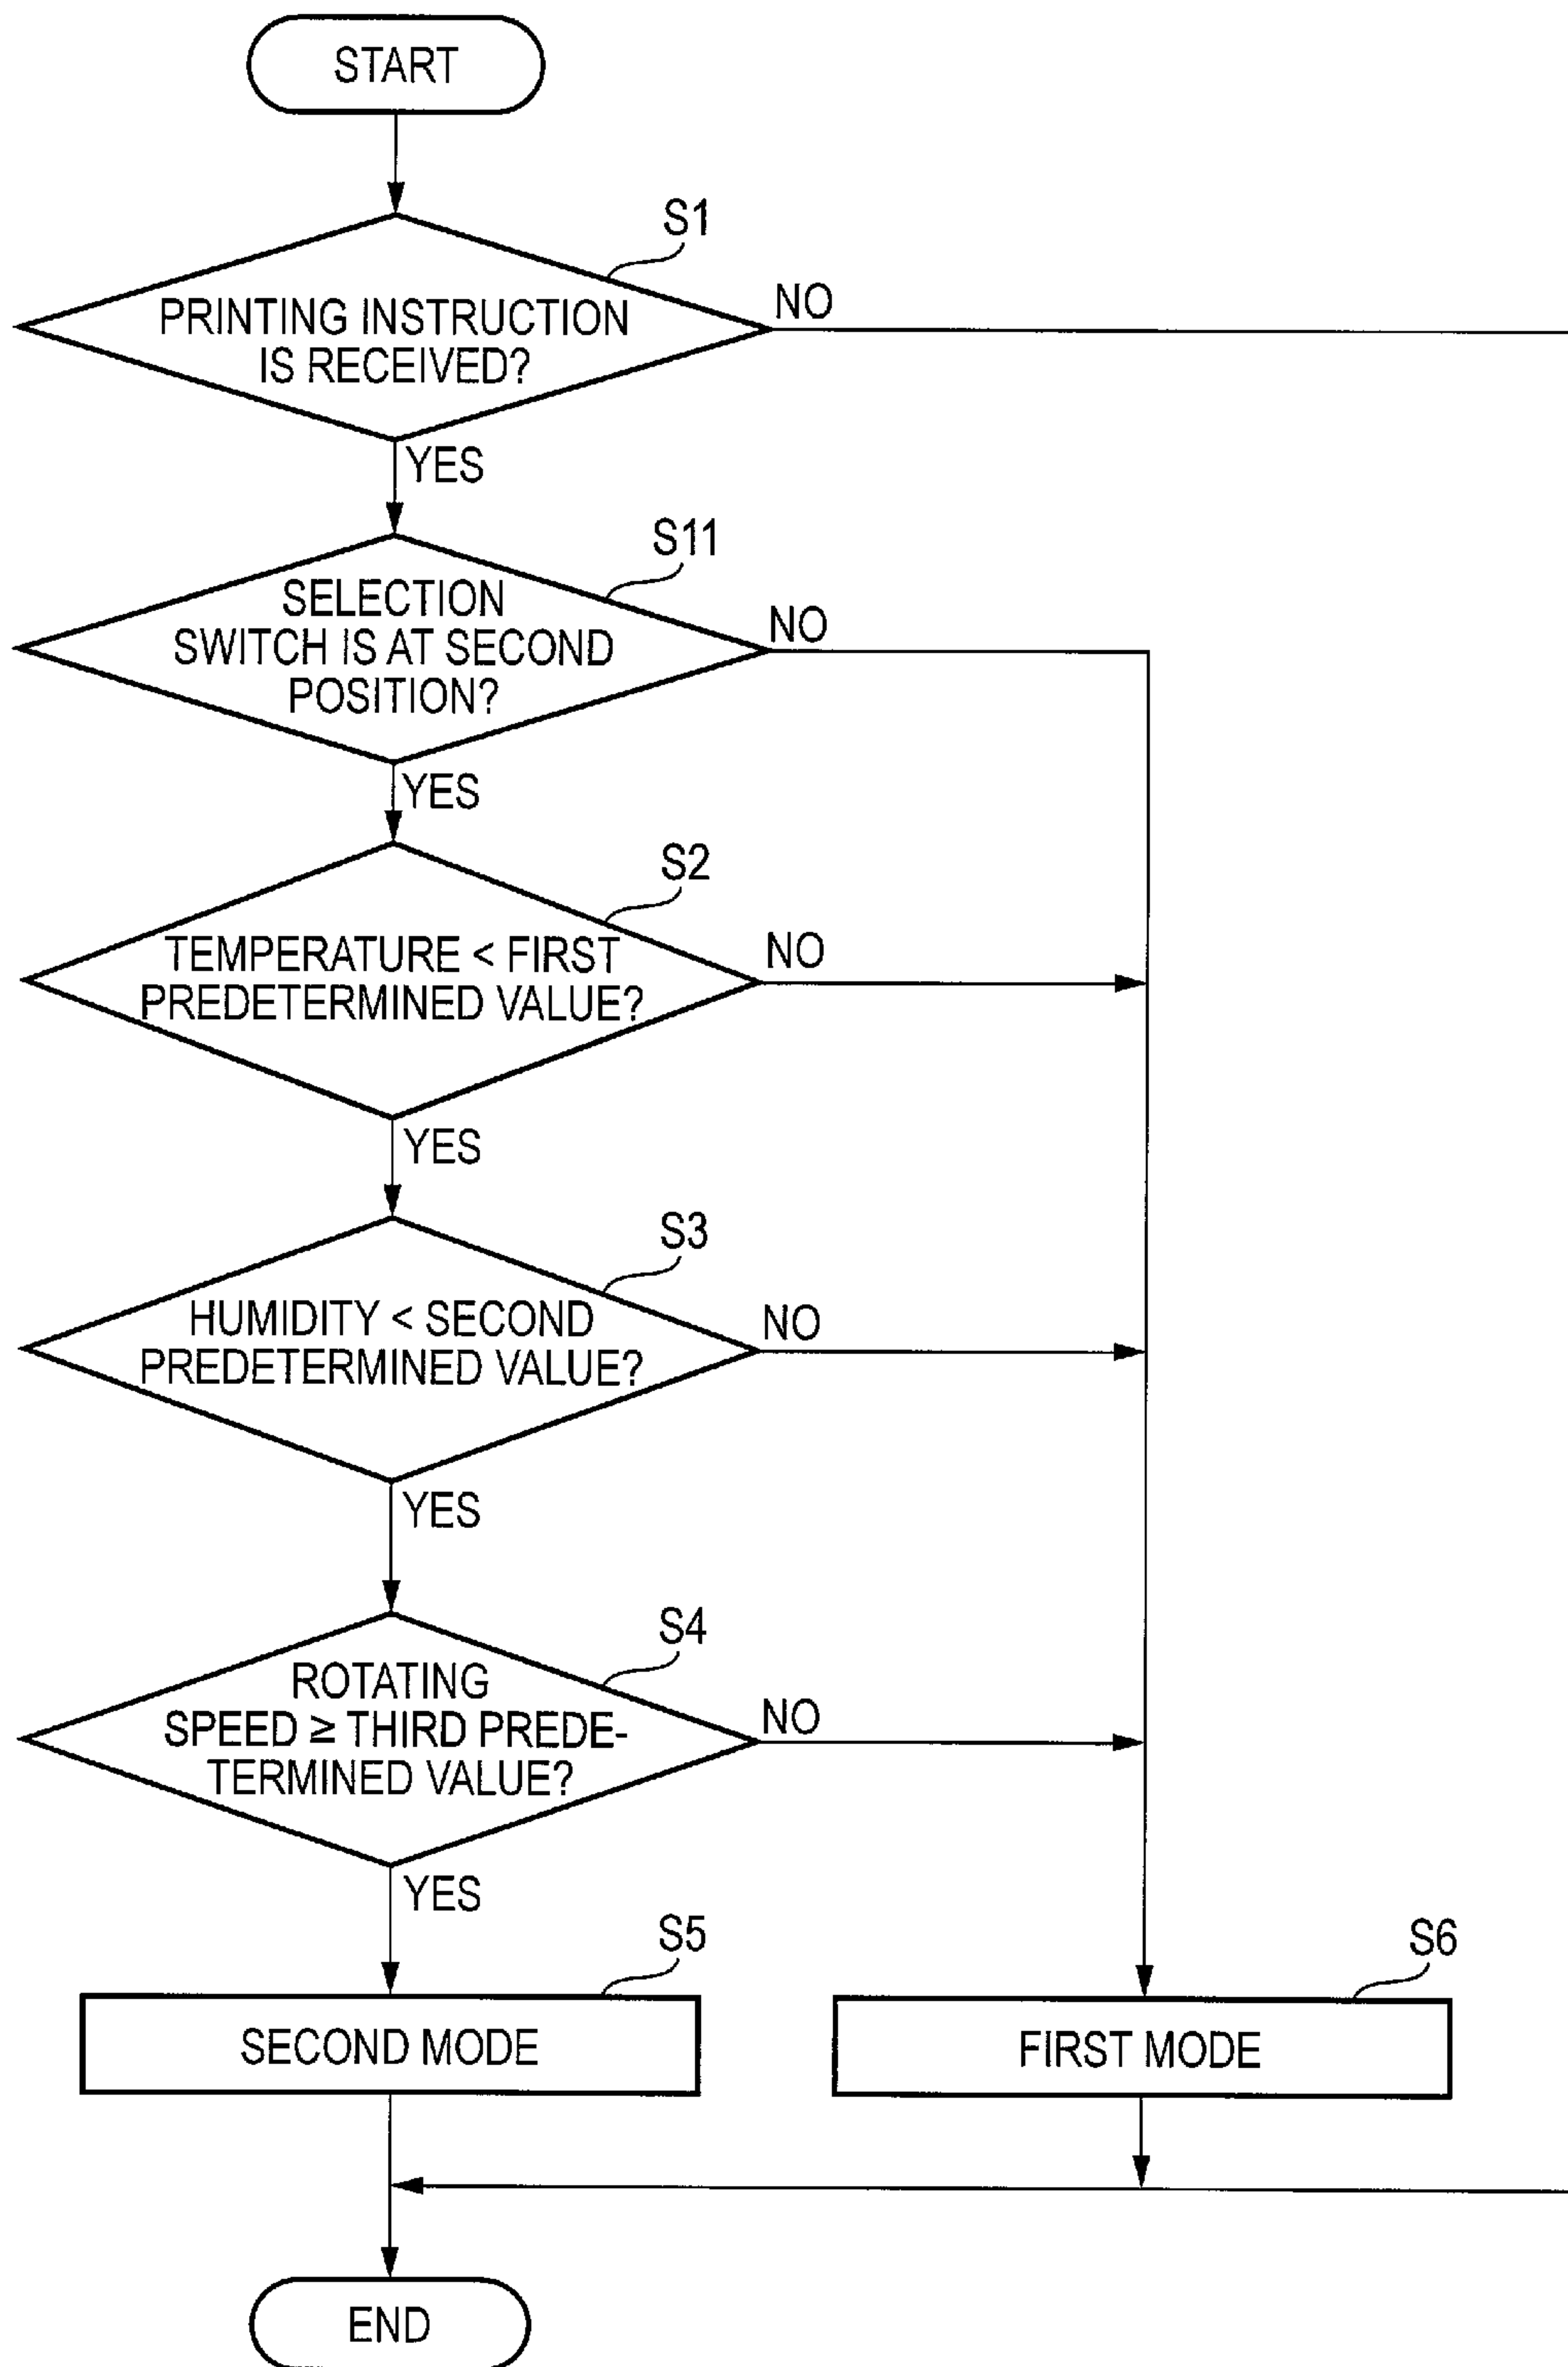 START
S1
PRINTING INSTRUCTION
IS RECEIVED?
NO
YES
S11
SELECTION
SWITCH IS AT SECOND
POSITION?
NO
YES
S2
TEMPERATURE < FIRST
PREDETERMINED VALUE?
NO
YES
S3
HUMIDITY < SECOND
PREDETERMINED VALUE?
NO
YES
S4
ROTATING
SPEED ≥ THIRD PREDE-
TERMINED VALUE?
NO
YES
S5
SECOND MODE
S6
FIRST MODE
END